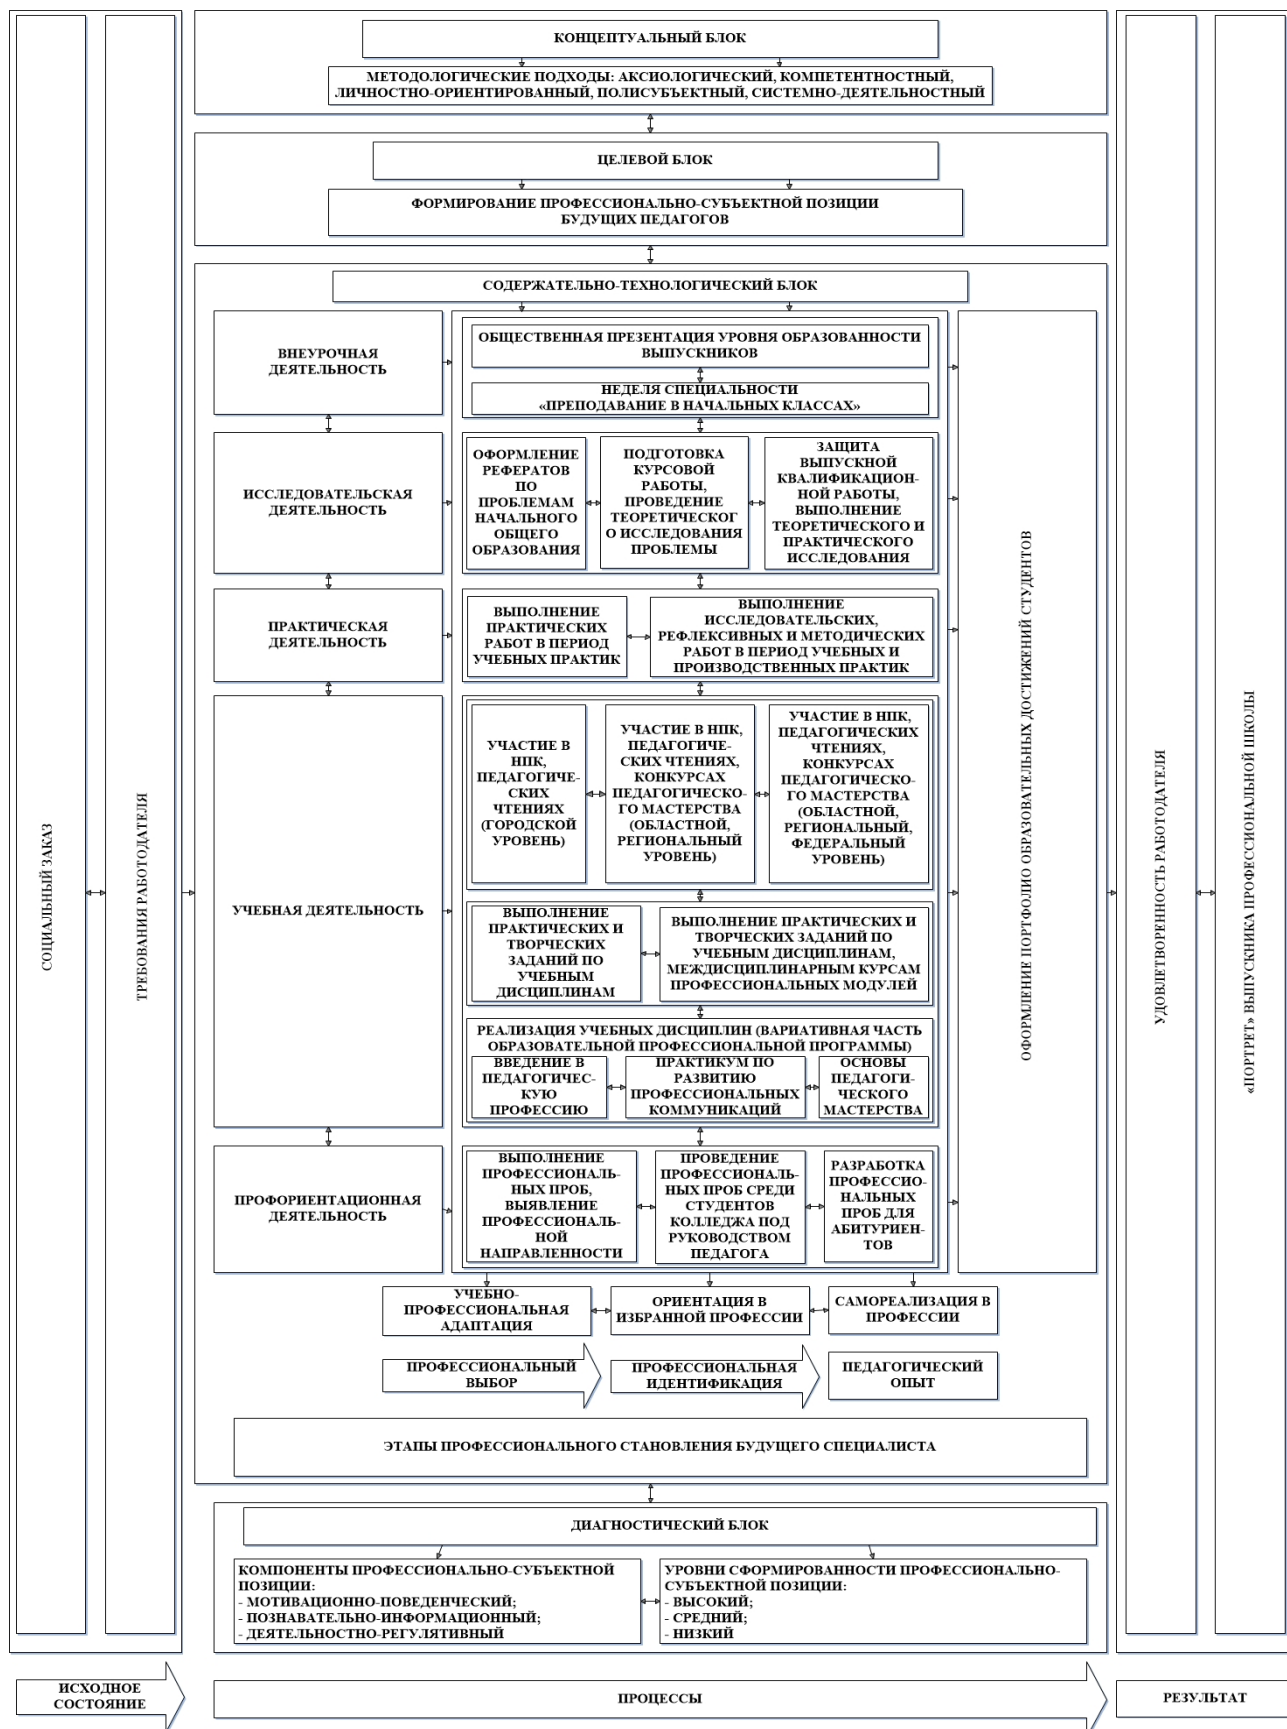 СОЦИАЛЬНЫЙ ЗАКАЗ
ТРЕБОВАНИЯ РАБОТОДАТЕЛЯ
КОНЦЕПТУАЛЬНЫЙ БЛОК
МЕТОДОЛОГИЧЕСКИЕ ПОДХОДЫ: АКСИОЛОГИЧЕСКИЙ, КОМПЕТЕНТНОСТНЫЙ,
ЛИЧНОСТНО-ОРИЕНТИРОВАННЫЙ, ПОЛИСУБЪЕКТНЫЙ, СИСТЕМНО-ДЕЯТЕЛЬНОСТНЫЙ
ЦЕЛЕВОЙ БЛОК
ФОРМИРОВАНИЕ ПРОФЕССИОНАЛЬНО-СУБЪЕКТНОЙ ПОЗИЦИИ
БУДУЩИХ ПЕДАГОГОВ
СОДЕРЖАТЕЛЬНО-ТЕХНОЛОГИЧЕСКИЙ БЛОК
ВНЕУРОЧНАЯ
ДЕЯТЕЛЬНОСТЬ
ОБЩЕСТВЕННАЯ ПРЕЗЕНТАЦИЯ УРОВНЯ ОБРАЗОВАННОСТИ
ВЫПУСКНИКОВ
НЕДЕЛЯ СПЕЦИАЛЬНОСТИ
«ПРЕПОДАВАНИЕ В НАЧАЛЬНЫХ КЛАССАХ»
ИССЛЕДОВАТЕЛЬСКАЯ
ДЕЯТЕЛЬНОСТЬ
ОФОРМЛЕНИЕ
РЕФЕРАТОВ
ПО
ПРОБЛЕМАМ
НАЧАЛЬНОГО
ОБЩЕГО
ОБРАЗОВАНИЯ
ПОДГОТОВКА
КУРСОВОЙ
РАБОТЫ,
ПРОВЕДЕНИЕ
ТЕОРЕТИЧЕСКОГ
О ИССЛЕДОВАНИЯ
ПРОБЛЕМЫ
ЗАЩИТА
ВЫПУСКНОЙ
КВАЛИФИКАЦИОН-
НОЙ РАБОТЫ,
ВЫПОЛНЕНИЕ
ТЕОРЕТИЧЕСКОГО И
ПРАКТИЧЕСКОГО
ИССЛЕДОВАНИЯ
ПРАКТИЧЕСКАЯ
ДЕЯТЕЛЬНОСТЬ
ВЫПОЛНЕНИЕ
ПРАКТИЧЕСКИХ
РАБОТ В ПЕРИОД
УЧЕБНЫХ ПРАКТИК
ВЫПОЛНЕНИЕ
ИССЛЕДОВАТЕЛЬСКИХ,
РЕФЛЕКСИВНЫХ И МЕТОДИЧЕСКИХ
РАБОТ В ПЕРИОД УЧЕБНЫХ И
ПРОИЗВОДСТВЕННЫХ ПРАКТИК
УЧЕБНАЯ ДЕЯТЕЛЬНОСТЬ
УЧАСТИЕ В
НПК,
ПЕДАГОГИЧЕ-
СКИХ
ЧТЕНИЯХ
(ГОРОДСКОЙ
УРОВЕНЬ)
УЧАСТИЕ В НПК,
ПЕДАГОГИЧЕ-
СКИХ ЧТЕНИЯХ,
КОНКУРСАХ
ПЕДАГОГИЧЕСКО-
ГО МАСТЕРСТВА
(ОБЛАСТНОЙ,
РЕГИОНАЛЬНЫЙ
УРОВЕНЬ)
УЧАСТИЕ В НПК,
ПЕДАГОГИЧЕСКИХ
ЧТЕНИЯХ,
КОНКУРСАХ
ПЕДАГОГИЧЕСКО-
ГО МАСТЕРСТВА
(ОБЛАСТНОЙ,
РЕГИОНАЛЬНЫЙ,
ФЕДЕРАЛЬНЫЙ
УРОВЕНЬ)
ВЫПОЛНЕНИЕ
ПРАКТИЧЕСКИХ И
ТВОРЧЕСКИХ
ЗАДАНИЙ ПО
УЧЕБНЫМ
ДИСЦИПЛИНАМ
ВЫПОЛНЕНИЕ ПРАКТИЧЕСКИХ И
ТВОРЧЕСКИХ ЗАДАНИЙ ПО
УЧЕБНЫМ ДИСЦИПЛИНАМ,
МЕЖДИСЦИПЛИНАРНЫМ КУРСАМ
ПРОФЕССИОНАЛЬНЫХ МОДУЛЕЙ
РЕАЛИЗАЦИЯ УЧЕБНЫХ ДИСЦИПЛИН (ВАРИАТИВНАЯ ЧАСТЬ
ОБРАЗОВАТЕЛЬНОЙ ПРОФЕССИОНАЛЬНОЙ ПРОГРАММЫ)
ВВЕДЕНИЕ В
ПЕДАГОГИЧЕС-
КУЮ
ПРОФЕССИЮ
ПРАКТИКУМ ПО
РАЗВИТИЮ
ПРОФЕССИОНАЛЬНЫХ
КОММУНИКАЦИЙ
ОСНОВЫ
ПЕДАГОГИ-
ЧЕСКОГО
МАСТЕРСТВА
ПРОФОРИЕНТАЦИОННАЯ
ДЕЯТЕЛЬНОСТЬ
ВЫПОЛНЕНИЕ
ПРОФЕССИОНАЛЬ-
НЫХ ПРОБ,
ВЫЯВЛЕНИЕ
ПРОФЕССИОНАЛЬ-
НОЙ
НАПРАВЛЕННОСТИ
ПРОВЕДЕНИЕ
ПРОФЕССИОНАЛЬ-
НЫХ ПРОБ СРЕДИ
СТУДЕНТОВ
КОЛЛЕДЖА ПОД
РУКОВОДСТВОМ
ПЕДАГОГА
РАЗРАБОТКА
ПРОФЕССИО-
НАЛЬНЫХ
ПРОБ ДЛЯ
АБИТУРИЕН-
ТОВ
ОФОРМЛЕНИЕ ПОРТФОЛИО ОБРАЗОВАТЕЛЬНЫХ ДОСТИЖЕНИЙ СТУДЕНТОВ
УЧЕБНО-
ПРОФЕССИОНАЛЬНАЯ
АДАПТАЦИЯ
ОРИЕНТАЦИЯ В
ИЗБРАННОЙ ПРОФЕССИИ
САМОРЕАЛИЗАЦИЯ В
ПРОФЕССИИ
ПРОФЕССИОНАЛЬНЫЙ
ВЫБОР
ПРОФЕССИОНАЛЬНАЯ
ИДЕНТИФИКАЦИЯ
ПЕДАГОГИЧЕСКИЙ
ОПЫТ
ЭТАПЫ ПРОФЕССИОНАЛЬНОГО СТАНОВЛЕНИЯ БУДУЩЕГО СПЕЦИАЛИСТА
ДИАГНОСТИЧЕСКИЙ БЛОК
КОМПОНЕНТЫ ПРОФЕССИОНАЛЬНО-СУБЪЕКТНОЙ
ПОЗИЦИИ:
- МОТИВАЦИОННО-ПОВЕДЕНЧЕСКИЙ;
- ПОЗНАВАТЕЛЬНО-ИНФОРМАЦИОННЫЙ;
- ДЕЯТЕЛЬНОСТНО-РЕГУЛЯТИВНЫЙ
УРОВНИ СФОРМИРОВАННОСТИ ПРОФЕССИОНАЛЬНО-
СУБЪЕКТНОЙ ПОЗИЦИИ:
- ВЫСОКИЙ;
- СРЕДНИЙ;
- НИЗКИЙ
УДОВЛЕТВОРЕННОСТЬ РАБОТОДАТЕЛЯ
«ПОРТРЕТ» ВЫПУСКНИКА ПРОФЕССИОНАЛЬНОЙ ШКОЛЫ
ИСХОДНОЕ
СОСТОЯНИЕ
ПРОЦЕССЫ
РЕЗУЛЬТАТ